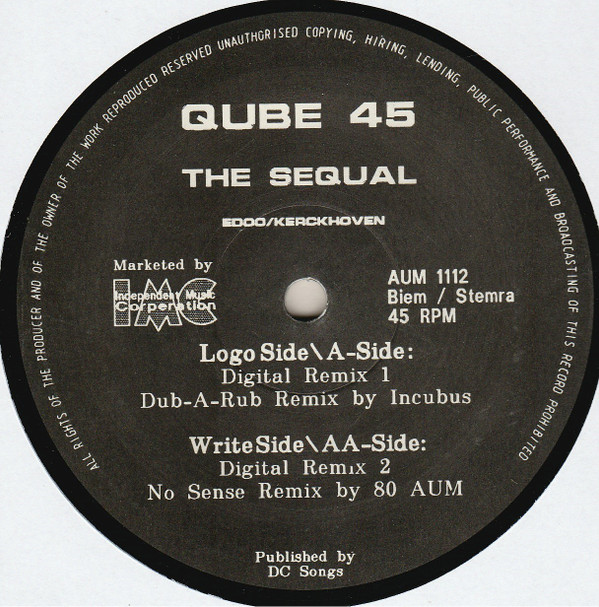 ALL RIGHTS OF THE PRODUCER AND OF THE OWNER OF THE WORK REPRODUCED RESERVED UNAUTHORISED COPYING, HIRING, LENDING, PUBLIC PERFORMANCE AND BROADCASTING OF THIS RECORD PROHIBITED
QUBE 45
THE SEQUAL
EDOO/KERCKHOVEN
Marketed by
IMC
Independent Music
Corperation
AUM 1112
Biem / Stemra
45 RPM
Logo Side\A-Side:
Digital Remix 1
Dub-A-Rub Remix by Incubus
Write Side\AA-Side:
Digital Remix 2
No Sense Remix by 80 AUM
Published by
DC Songs